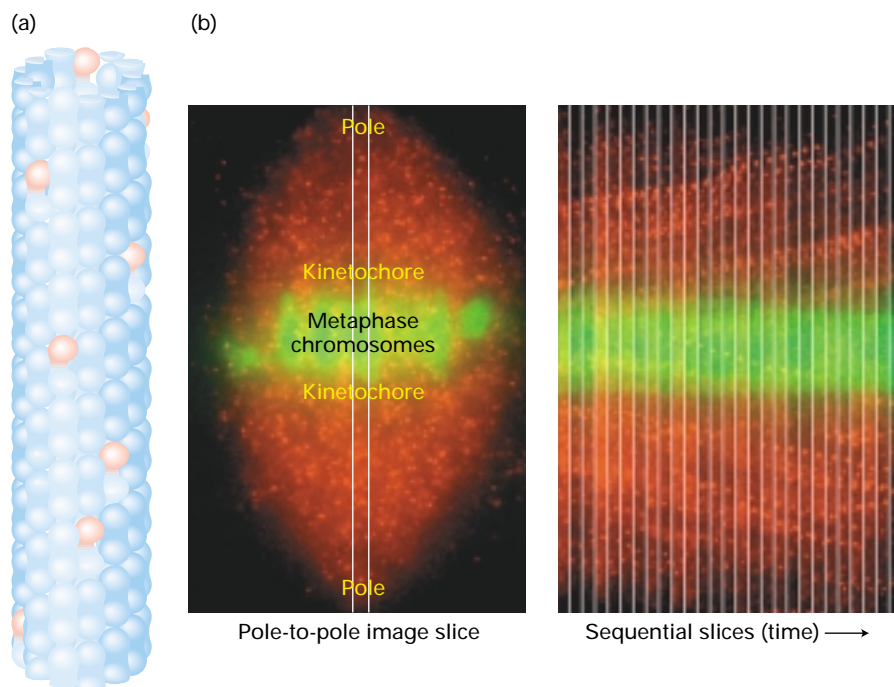 (a)
(b)
Pole
Kinetochore
Metaphase
chromosomes
Kinetochore
Pole
Pole-to-pole image slice
Sequential slices (time) →